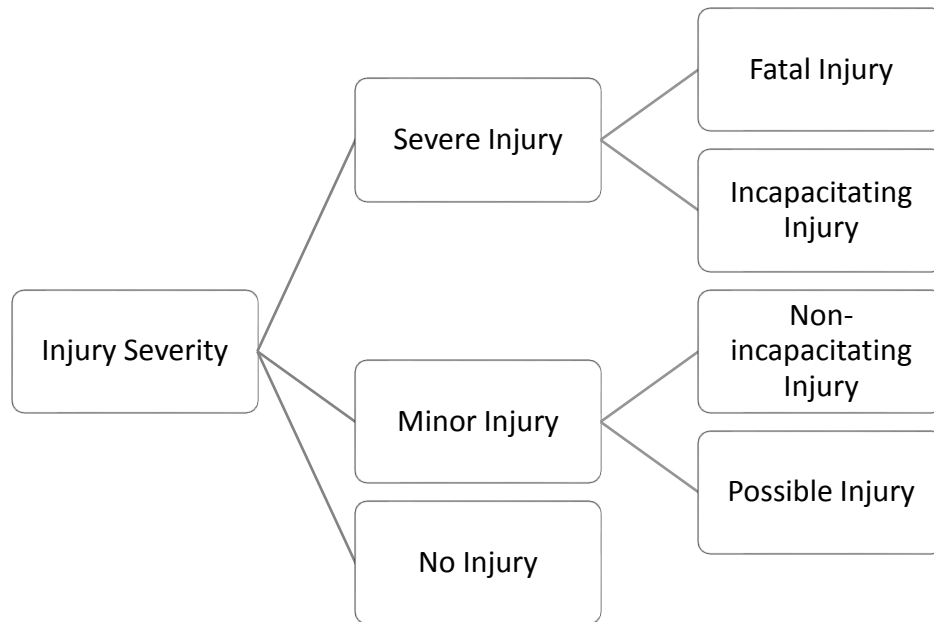 Injury Severity
Severe Injury
Fatal Injury
Incapacitating
Injury
Minor Injury
Non-
incapacitating
Injury
Possible Injury
No Injury